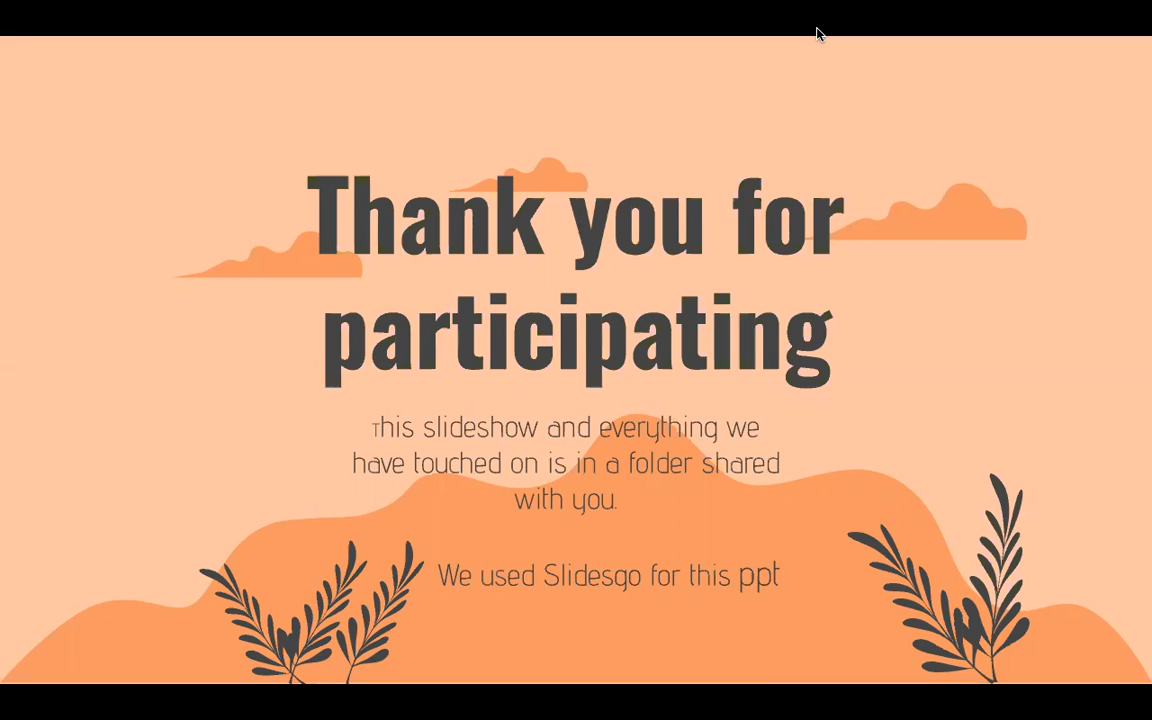 Thank you for
participating
This slideshow and everything we
have touched on is in a folder shared
with you.
We used Slidesgo for this ppt